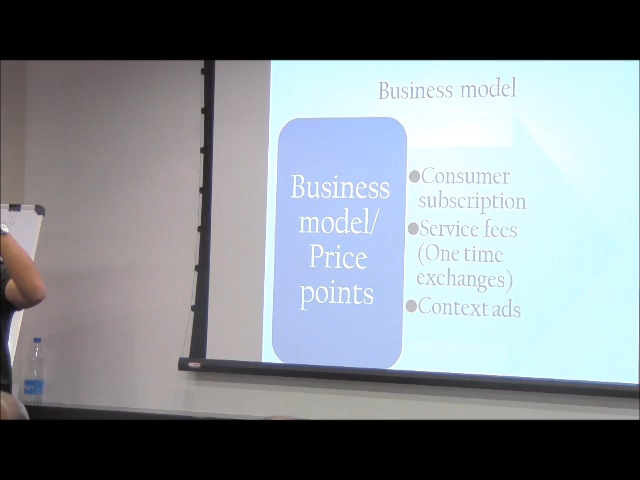 Business model
Business
model/
Price
points
Consumer
subscription
Service fees
(One time
exchanges)
Context ads